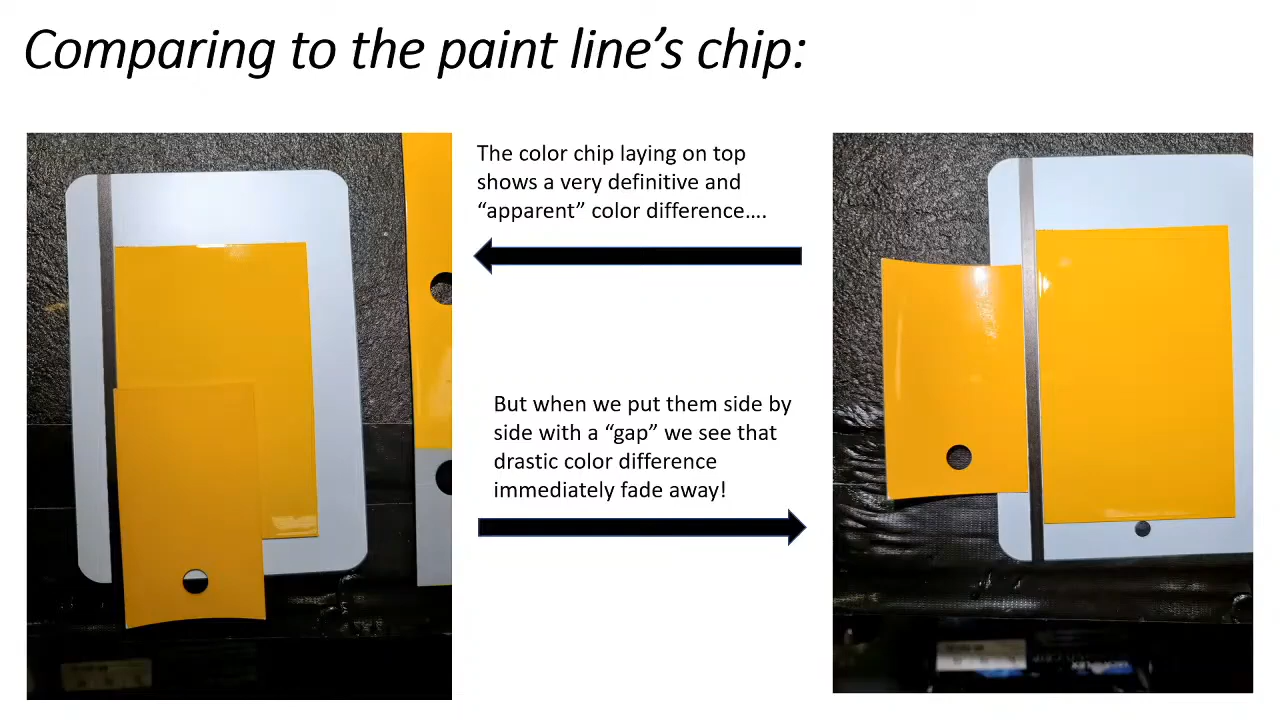 Comparing to the paint line’s chip:
The color chip laying on top
shows a very definitive and
“apparent” color difference….
But when we put them side by
side with a “gap” we see that
drastic color difference
immediately fade away!